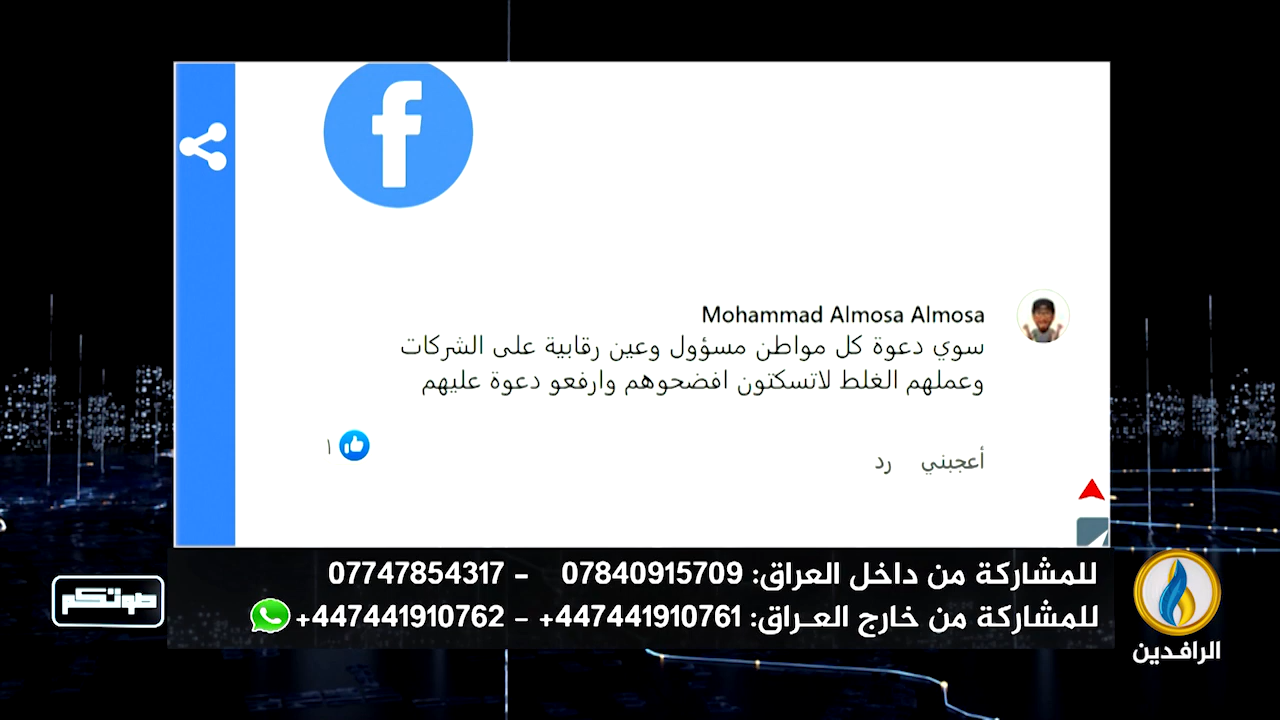 Mohammad Almosa Almosa
سوي دعوة كل مواطن مسؤول وعين رقابية على الشركات
وعملهم الغلط لاتسكتون افضحوهم وارفعو دعوة عليهم
أعجبني رد
١
للمشاركة من داخل العراق: 07840915709 - 07747854317
للمشاركة من خارج العـراق: 447441910761+ - 447441910762+
صوتكم
الرافدين